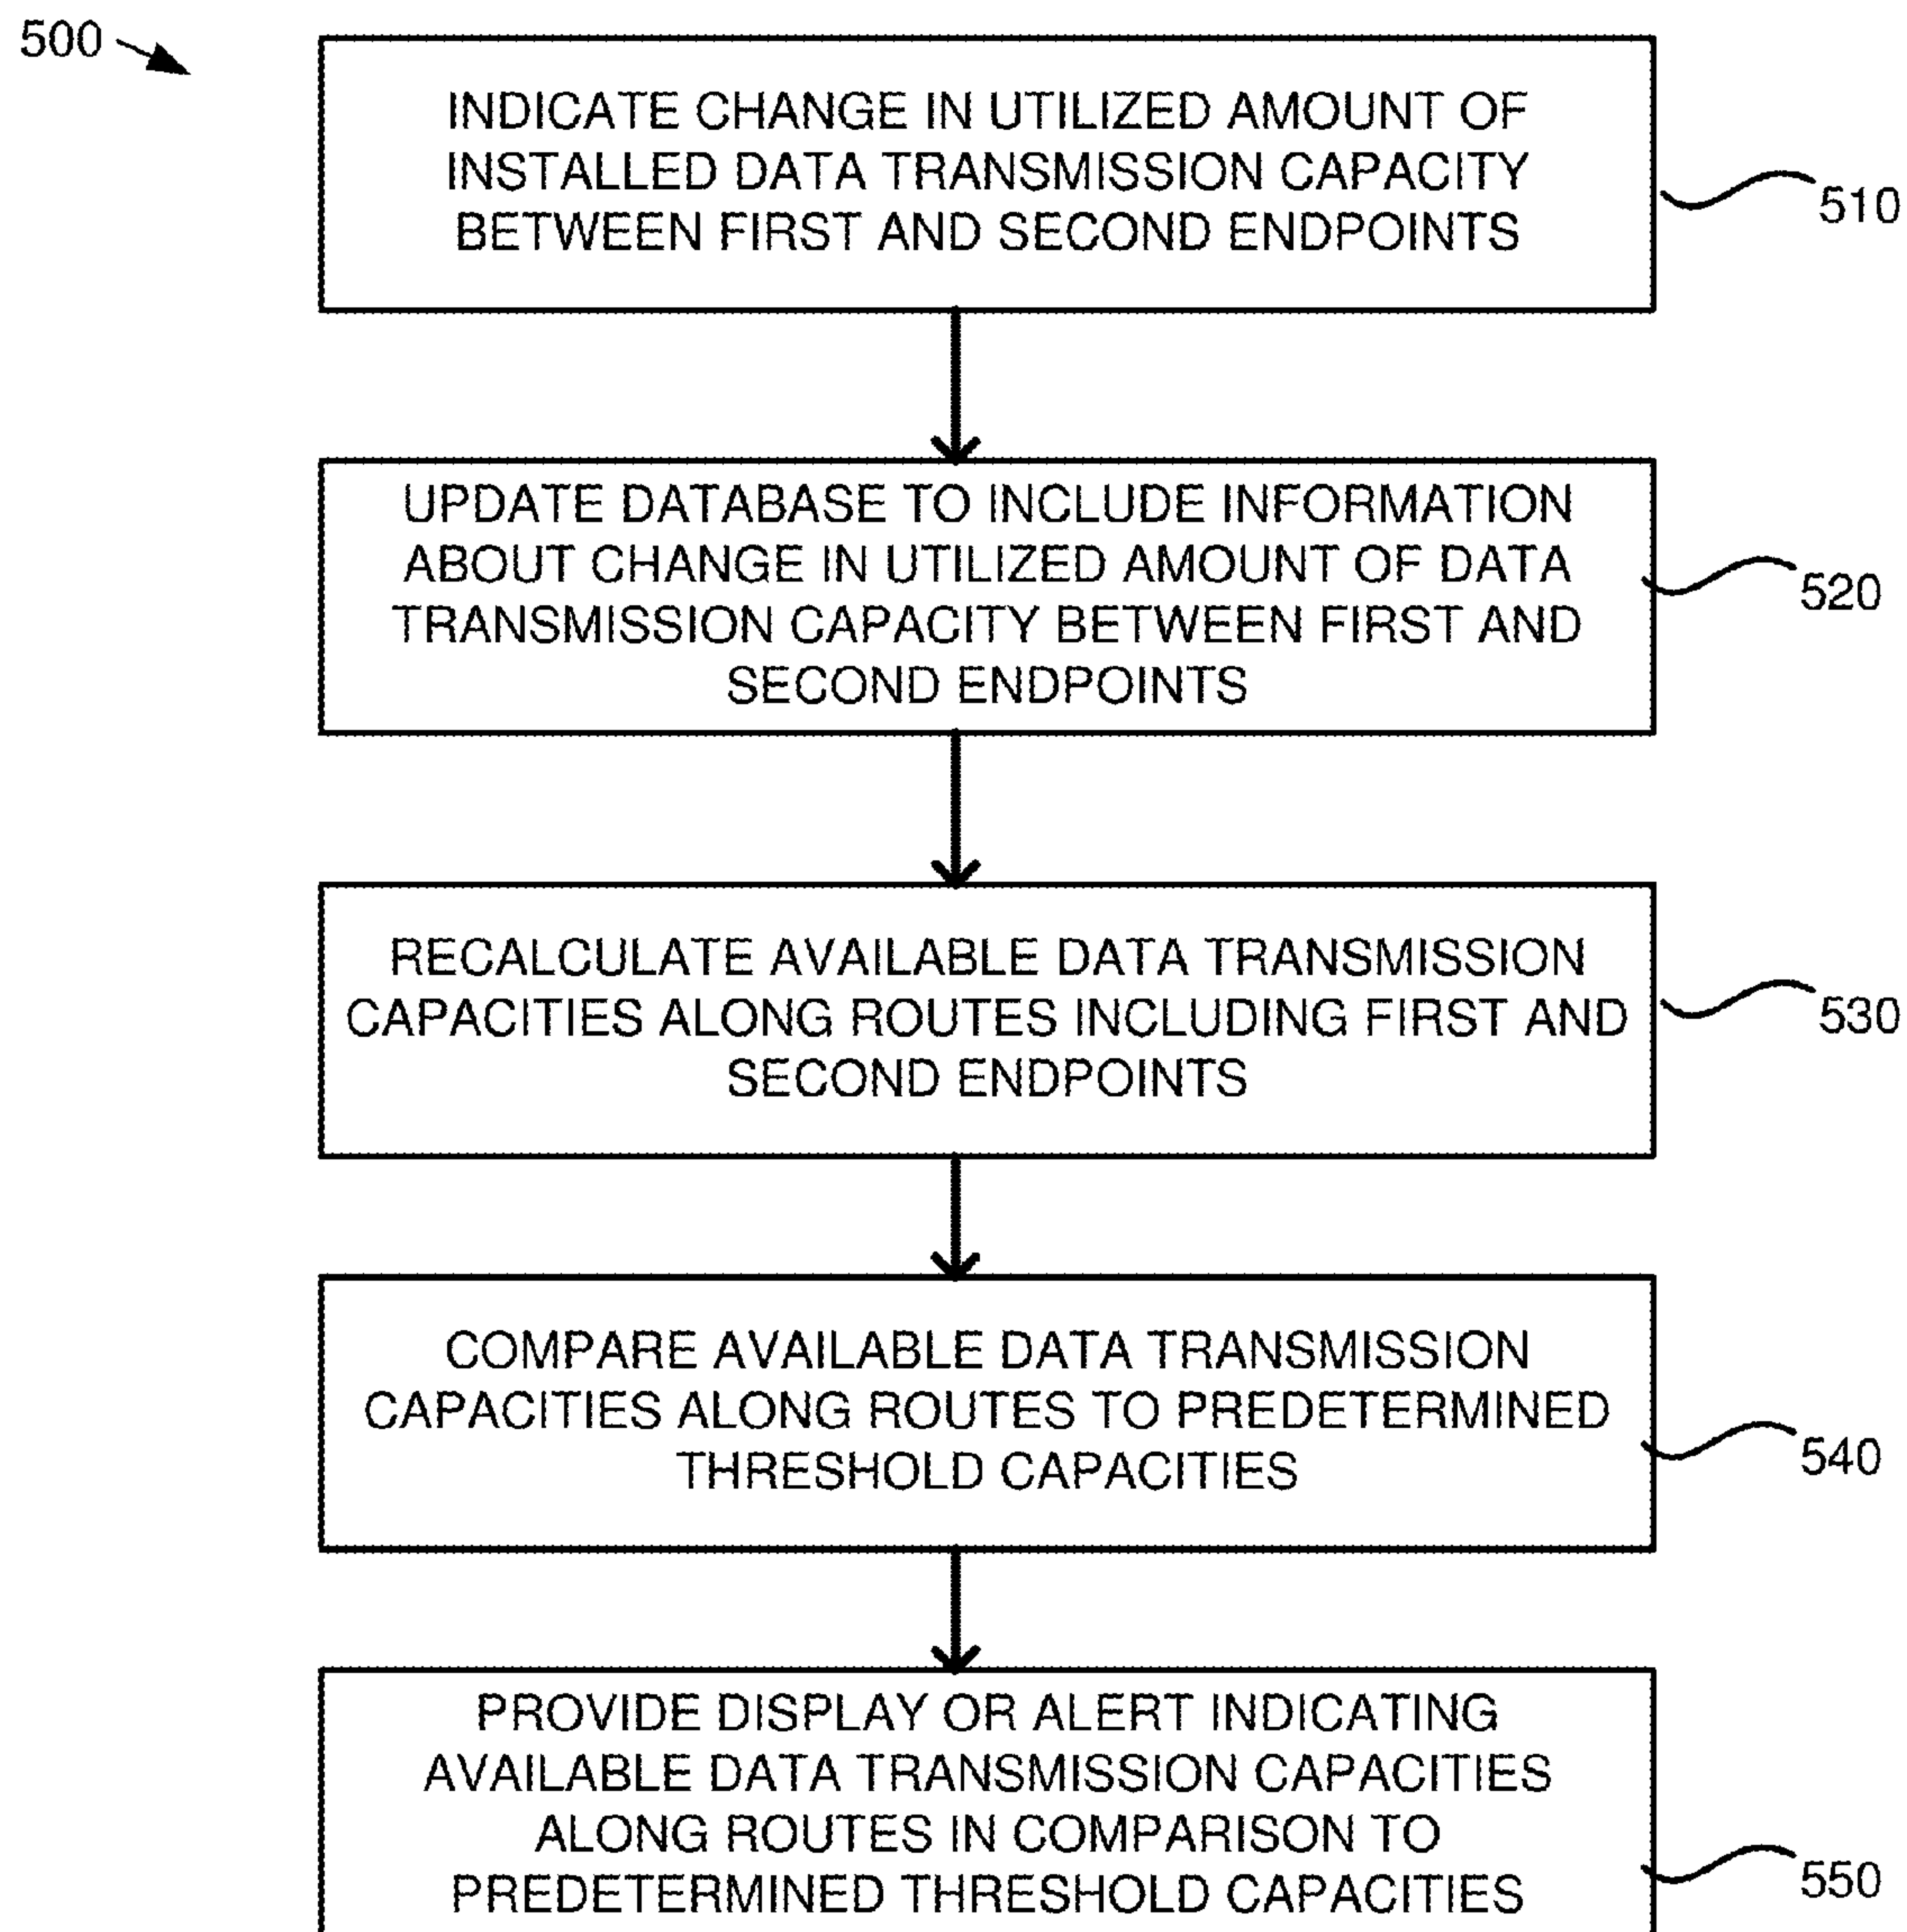 500
INDICATE CHANGE IN UTILIZED AMOUNT OF
INSTALLED DATA TRANSMISSION CAPACITY
BETWEEN FIRST AND SECOND ENDPOINTS
510
UPDATE DATABASE TO INCLUDE INFORMATION
ABOUT CHANGE IN UTILIZED AMOUNT OF DATA
TRANSMISSION CAPACITY BETWEEN FIRST AND
SECOND ENDPOINTS
520
RECALCULATE AVAILABLE DATA TRANSMISSION
CAPACITIES ALONG ROUTES INCLUDING FIRST AND
SECOND ENDPOINTS
530
COMPARE AVAILABLE DATA TRANSMISSION
CAPACITIES ALONG ROUTES TO PREDETERMINED
THRESHOLD CAPACITIES
540
PROVIDE DISPLAY OR ALERT INDICATING
AVAILABLE DATA TRANSMISSION CAPACITIES
ALONG ROUTES IN COMPARISON TO
PREDETERMINED THRESHOLD CAPACITIES
550